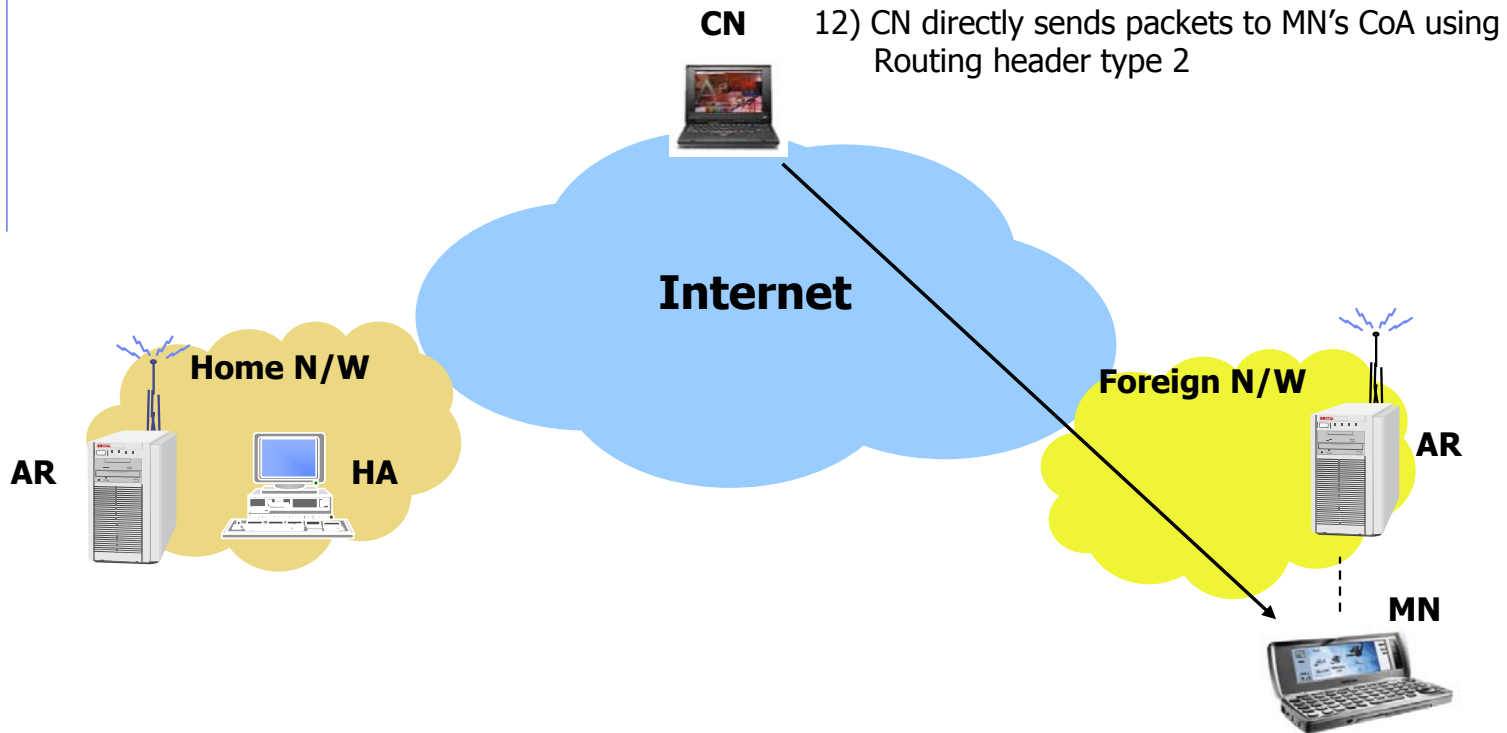 CN
12) CN directly sends packets to MN’s CoA using
Routing header type 2
Internet
Home N/W
Foreign N/W
AR
HA
AR
MN